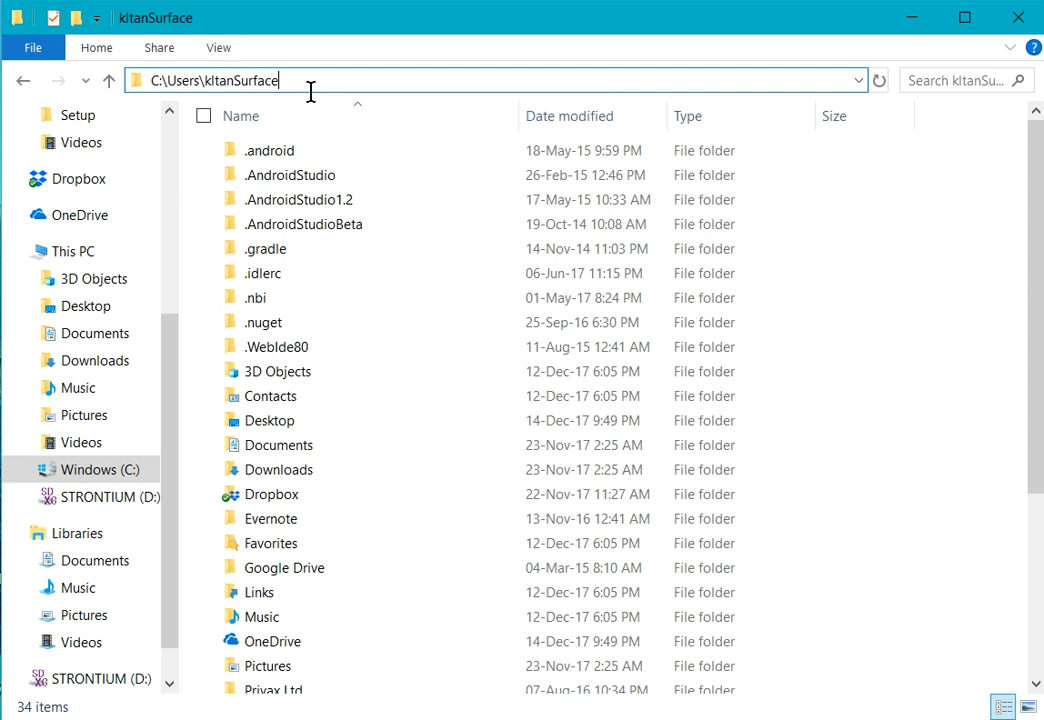 kltanSurface
File Home Share View
C:\Users\kltanSurface
Search kltanSu...
Setup
Videos
Dropbox
OneDrive
This PC
3D Objects
Desktop
Documents
Downloads
Music
Pictures
Videos
Windows (C:)
STRONTIUM (D:)
Libraries
Documents
Music
Pictures
Videos
STRONTIUM (D:)
Name Date modified Type Size
.android 18-May-15 9:59 PM File folder
.AndroidStudio 26-Feb-15 12:46 PM File folder
.AndroidStudio1.2 17-May-15 10:33 AM File folder
.AndroidStudioBeta 19-Oct-14 10:08 AM File folder
.gradle 14-Nov-14 11:03 PM File folder
.idlerc 06-Jun-17 11:15 PM File folder
.nbi 01-May-17 8:24 PM File folder
.nuget 25-Sep-16 6:30 PM File folder
.WebIde80 11-Aug-15 12:41 AM File folder
3D Objects 12-Dec-17 6:05 PM File folder
Contacts 12-Dec-17 6:05 PM File folder
Desktop 14-Dec-17 9:49 PM File folder
Documents 23-Nov-17 2:25 AM File folder
Downloads 23-Nov-17 2:25 AM File folder
Dropbox 22-Nov-17 11:27 AM File folder
Evernote 13-Nov-16 12:41 AM File folder
Favorites 12-Dec-17 6:05 PM File folder
Google Drive 04-Mar-15 8:10 AM File folder
Links 12-Dec-17 6:05 PM File folder
Music 12-Dec-17 6:05 PM File folder
OneDrive 14-Dec-17 9:49 PM File folder
Pictures 23-Nov-17 2:25 AM File folder
Privax Ltd 07-Aug-16 10:34 PM File folder
34 items